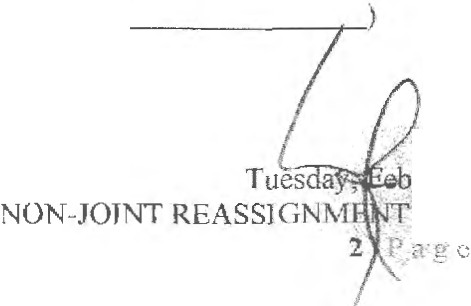 Tuesday, Feb
NON-JOINT REASSIGNMENT
2 Page